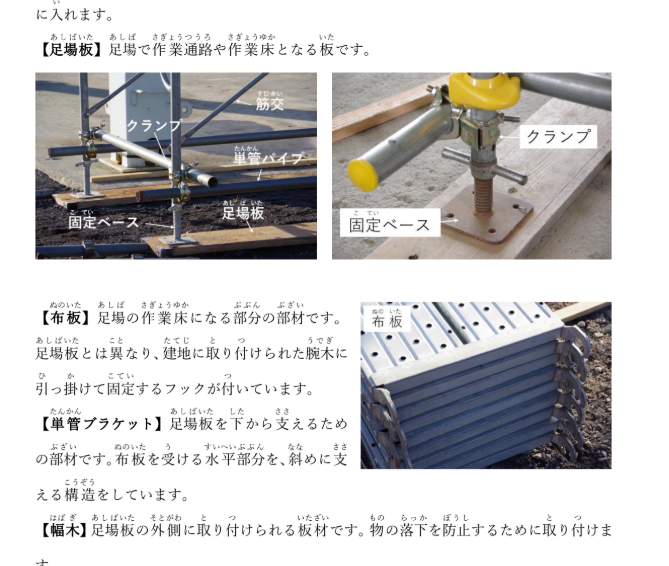 に入れます。
【足場板】足場で作業通路や作業床となる板です。
筋交
クランプ
単管パイプ
固定ベース
足場板
クランプ
固定ベース
【布板】足場の作業床になる部分の部材です。
足場板とは異なり、建地に取り付けられた腕木に
引っ掛けて固定するフックが付いています。
布板
【単管ブラケット】足場板を下から支えるため
の部材です。布板を受ける水平部分を、斜めに支
える構造をしています。
【幅木】足場板の外側に取り付けられる板材です。物の落下を防止するために取り付けま
す